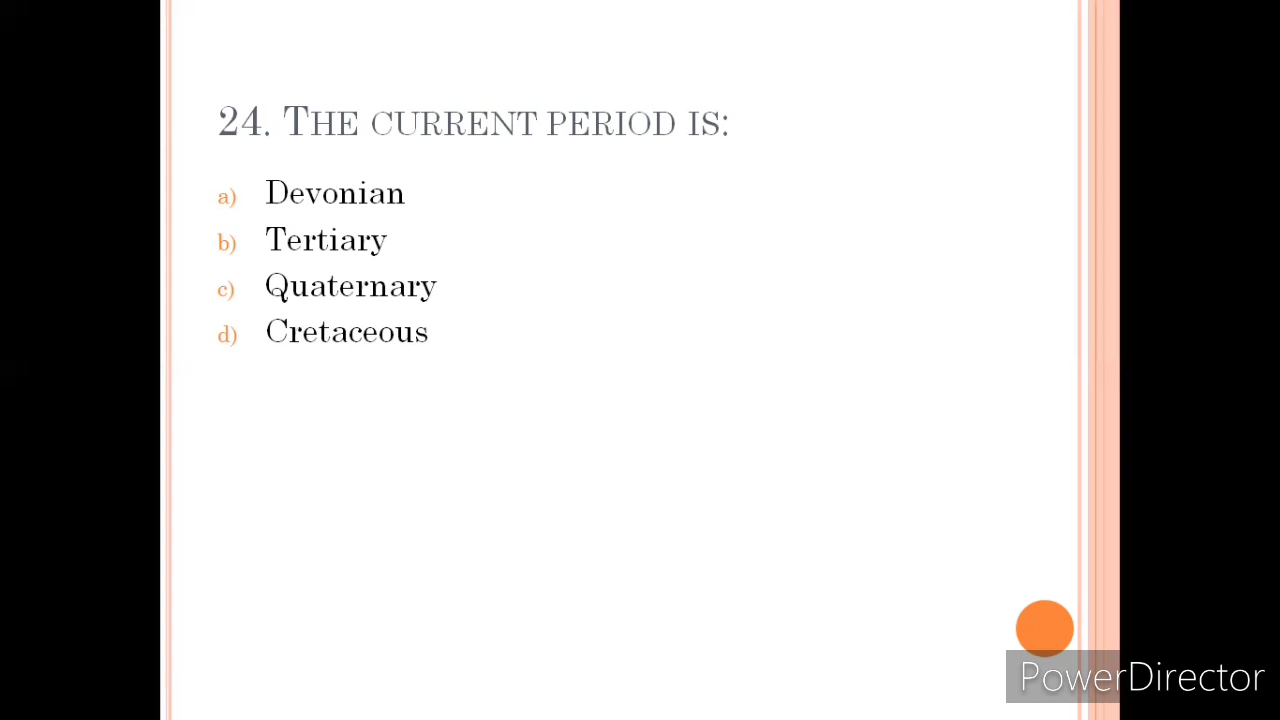 24. THE CURRENT PERIOD IS:
a) Devonian
b) Tertiary
c) Quaternary
d) Cretaceous
PowerDirector